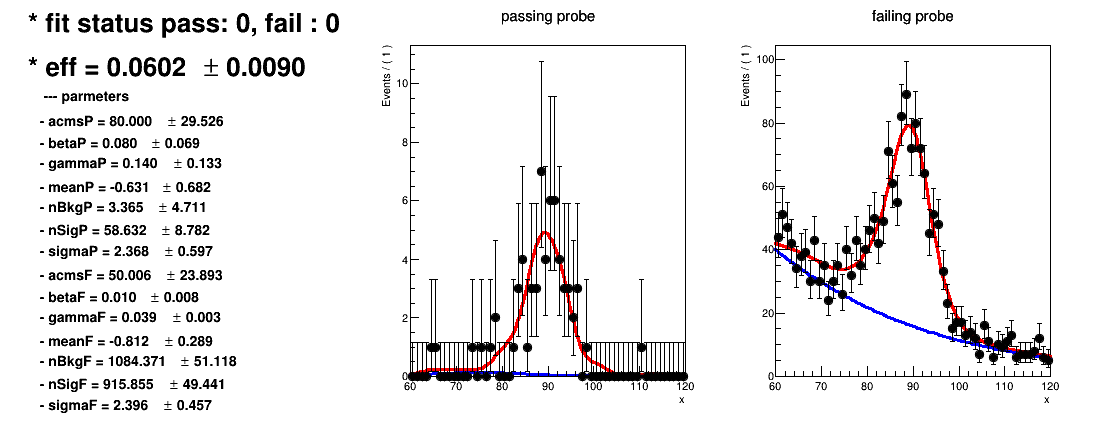 * fit status pass: 0, fail : 0
* eff = 0.0602 ± 0.0090
--- parmeters
- acmsP = 80.000 ± 29.526
- betaP = 0.080 ± 0.069
- gammaP = 0.140 ± 0.133
- meanP = -0.631 ± 0.682
- nBkgP = 3.365 ± 4.711
- nSigP = 58.632 ± 8.782
- sigmaP = 2.368 ± 0.597
- acmsF = 50.006 ± 23.893
- betaF = 0.010 ± 0.008
- gammaF = 0.039 ± 0.003
- meanF = -0.812 ± 0.289
- nBkgF = 1084.371 ± 51.118
- nSigF = 915.855 ± 49.441
- sigmaF = 2.396 ± 0.457
passing probe
Events / ( 1 )
10
8
6
4
2
0
60 70 80 90 100 110 120
x
failing probe
Events / ( 1 )
100
80
60
40
20
0
60 70 80 90 100 110 120
x